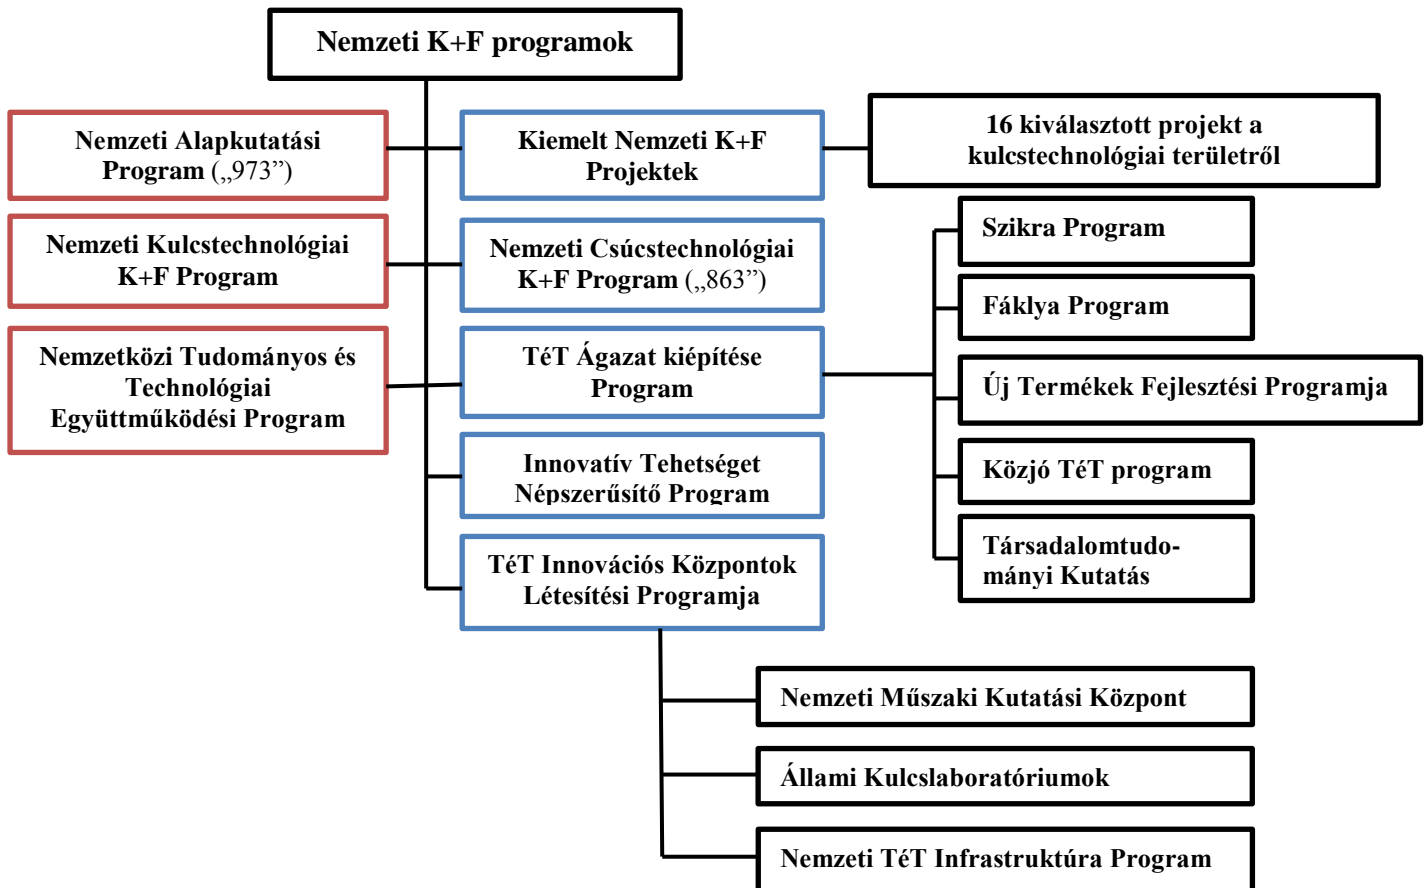 Nemzeti K+F programok
Nemzeti Alapkutatási
Program („973”)
Kiemelt Nemzeti K+F
Projektek
16 kiválasztott projekt a
kulcstechnológiai területről
Nemzeti Kulcstechnológiai
K+F Program
Nemzeti Csúcstechnológiai
K+F Program („863”)
Nemzetközi Tudományos és
Technológiai
Együttműködési Program
TéT Ágazat kiépítése
Program
Szikra Program
Fáklya Program
Új Termékek Fejlesztési Programja
Közjó TéT program
Társadalomtudo-
mányi Kutatás
Innovatív Tehetséget
Népszerűsítő Program
TéT Innovációs Központok
Létesítési Programja
Nemzeti Műszaki Kutatási Központ
Állami Kulcslaboratóriumok
Nemzeti TéT Infrastruktúra Program